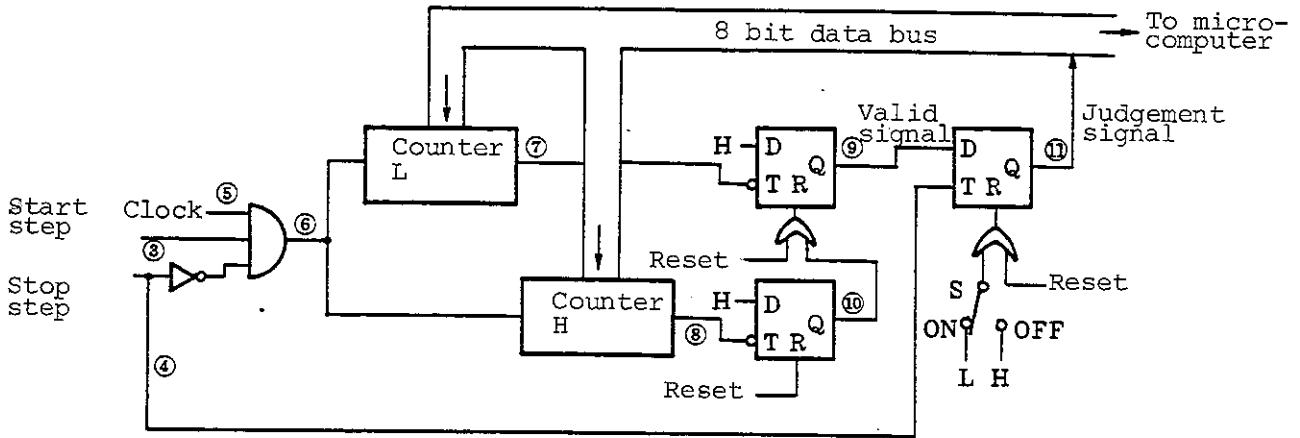 8 bit data bus
To micro-
computer
Counter
L
⑦
Valid
signal
Judgement
signal
H
D
Q
T R
⑨
D
Q
T R
⑪
Start
step
Clock
⑤
⑥
③
Stop
step
④
Counter
H
⑧
Reset
H
D
Q
T R
⑩
Reset
S
Reset
ON
OFF
L
H